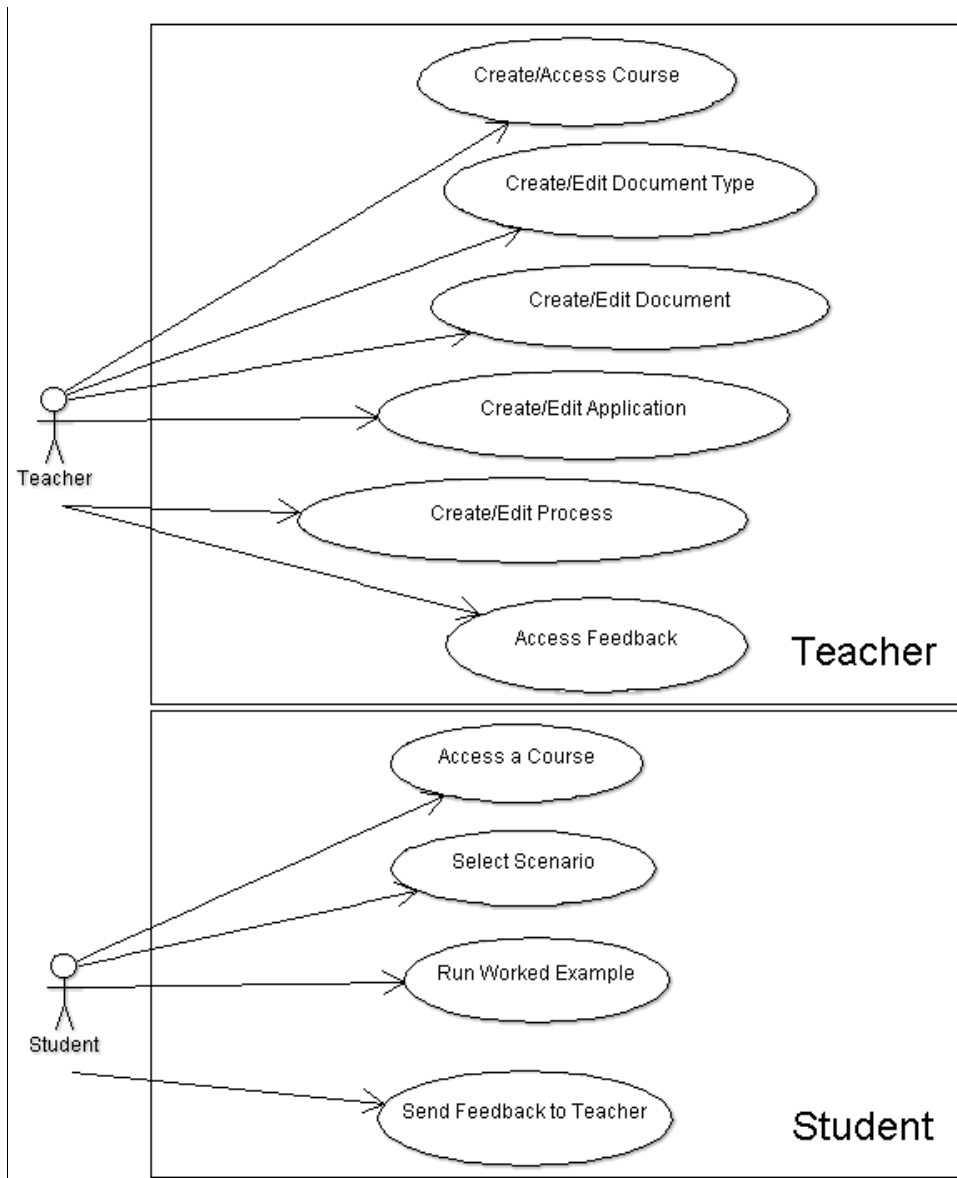 Create/Access Course
Create/Edit Document Type
Create/Edit Document
Create/Edit Application
Teacher
Create/Edit Process
Access Feedback
Teacher
Access a Course
Select Scenario
Run Worked Example
Student
Send Feedback to Teacher
Student